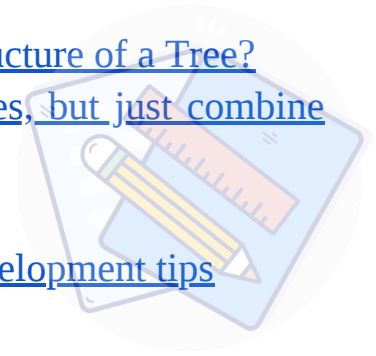 ucture of a Tree?
es, but just combine
elopment tips